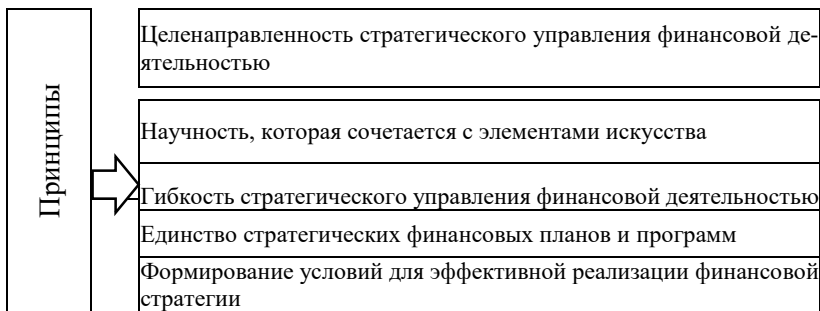 Принципы
Целенаправленность стратегического управления финансовой де-
ятельностью
Научность, которая сочетается с элементами искусства
Гибкость стратегического управления финансовой деятельностью
Единство стратегических финансовых планов и программ
Формирование условий для эффективной реализации финансовой
стратегии